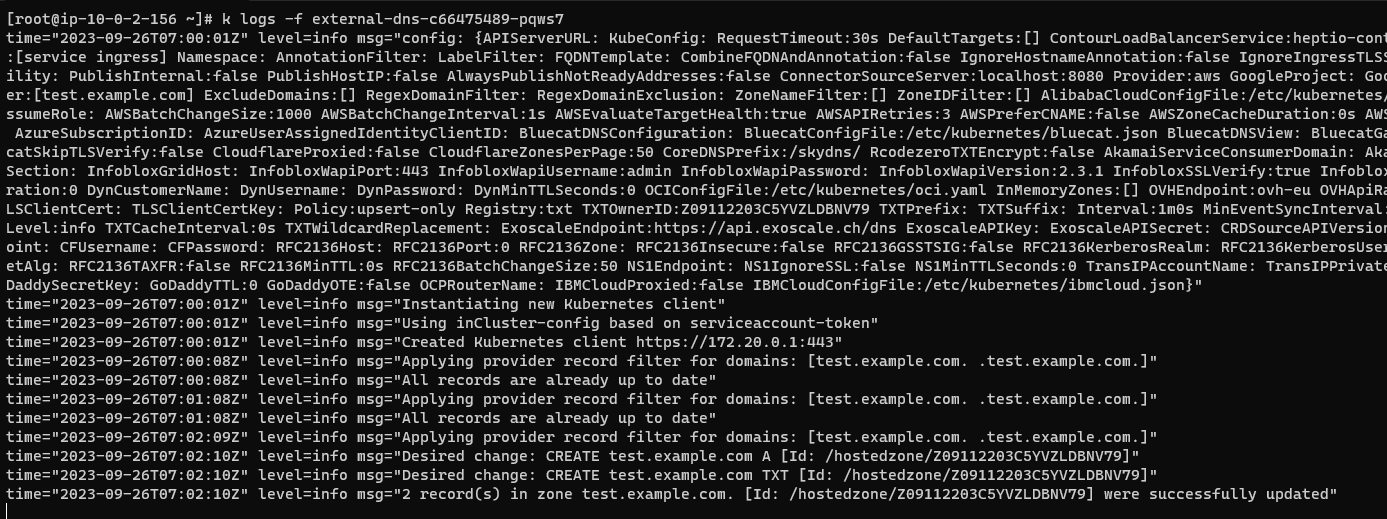 [root@ip-10-0-2-156 ~]# k logs -f external-dns-c66475489-pqws7
time="2023-09-26T07:00:01Z" level=info msg="config: {APIServerURL: KubeConfig: RequestTimeout:30s DefaultTargets:[] ContourLoadBalancerService:heptio-cont
:[service ingress] Namespace: AnnotationFilter: LabelFilter: FQDNTemplate: CombineFQDNAndAnnotation:false IgnoreHostnameAnnotation:false IgnoreIngressTLSS
ility: PublishInternal:false PublishHostIP:false AlwaysPublishNotReadyAddresses:false ConnectorSourceServer:localhost:8080 Provider:aws GoogleProject: Goo
er:[test.example.com] ExcludeDomains:[] RegexDomainFilter: RegexDomainExclusion: ZoneNameFilter:[] ZoneIDFilter:[] AlibabaCloudConfigFile:/etc/kubernetes/
ssumeRole: AWSBatchChangeSize:1000 AWSBatchChangeInterval:1s AWSEvaluateTargetHealth:true AWSAPIRetries:3 AWSPreferCNAME:false AWSZoneCacheDuration:0s AWS
AzureSubscriptionID: AzureUserAssignedIdentityClientID: BluecatDNSConfiguration: BluecatConfigFile:/etc/kubernetes/bluecat.json BluecatDNSView: BluecatGa
catSkipTLSVerify:false CloudflareProxied:false CloudflareZonesPerPage:50 CoreDNSPrefix:/skydns/ RcodezeroTXTEncrypt:false AkamaiServiceConsumerDomain: Aka
Section: InfobloxGridHost: InfobloxWapiPort:443 InfobloxWapiUsername:admin InfobloxWapiPassword: InfobloxWapiVersion:2.3.1 InfobloxSSLVerify:true Infoblox
ration:0 DynCustomerName: DynUsername: DynPassword: DynMinTTLSeconds:0 OCIConfigFile:/etc/kubernetes/oci.yaml InMemoryZones:[] OVHEndpoint:ovh-eu OVHApiRa
LSClientCert: TLSClientCertKey: Policy:upsert-only Registry:txt TXTOwnerID:Z09112203C5YVZLDBNV79 TXTPrefix: TXTSuffix: Interval:1m0s MinEventSyncInterval:
Level:info TXTCacheInterval:0s TXTWildcardReplacement: ExoscaleEndpoint:https://api.exoscale.ch/dns ExoscaleAPIKey: ExoscaleAPISecret: CRDSourceAPIVersion
oint: CFUsername: CFPassword: RFC2136Host: RFC2136Port:0 RFC2136Zone: RFC2136Insecure:false RFC2136GSSTSIG:false RFC2136KerberosRealm: RFC2136KerberosUser
etAlg: RFC2136TAXFR:false RFC2136MinTTL:0s RFC2136BatchChangeSize:50 NS1Endpoint: NS1IgnoreSSL:false NS1MinTTLSeconds:0 TransIPAccountName: TransIPPrivate
DaddySecretKey: GoDaddyTTL:0 GoDaddyOTE:false OCPRouterName: IBMCloudProxied:false IBMCloudConfigFile:/etc/kubernetes/ibmcloud.json}"
time="2023-09-26T07:00:01Z" level=info msg="Instantiating new Kubernetes client"
time="2023-09-26T07:00:01Z" level=info msg="Using inCluster-config based on serviceaccount-token"
time="2023-09-26T07:00:01Z" level=info msg="Created Kubernetes client https://172.20.0.1:443"
time="2023-09-26T07:00:08Z" level=info msg="Applying provider record filter for domains: [test.example.com. .test.example.com.]"
time="2023-09-26T07:00:08Z" level=info msg="All records are already up to date"
time="2023-09-26T07:01:08Z" level=info msg="Applying provider record filter for domains: [test.example.com. .test.example.com.]"
time="2023-09-26T07:01:08Z" level=info msg="All records are already up to date"
time="2023-09-26T07:02:09Z" level=info msg="Applying provider record filter for domains: [test.example.com. .test.example.com.]"
time="2023-09-26T07:02:10Z" level=info msg="Desired change: CREATE test.example.com A [Id: /hostedzone/Z09112203C5YVZLDBNV79]"
time="2023-09-26T07:02:10Z" level=info msg="Desired change: CREATE test.example.com TXT [Id: /hostedzone/Z09112203C5YVZLDBNV79]"
time="2023-09-26T07:02:10Z" level=info msg="2 record(s) in zone test.example.com. [Id: /hostedzone/Z09112203C5YVZLDBNV79] were successfully updated"